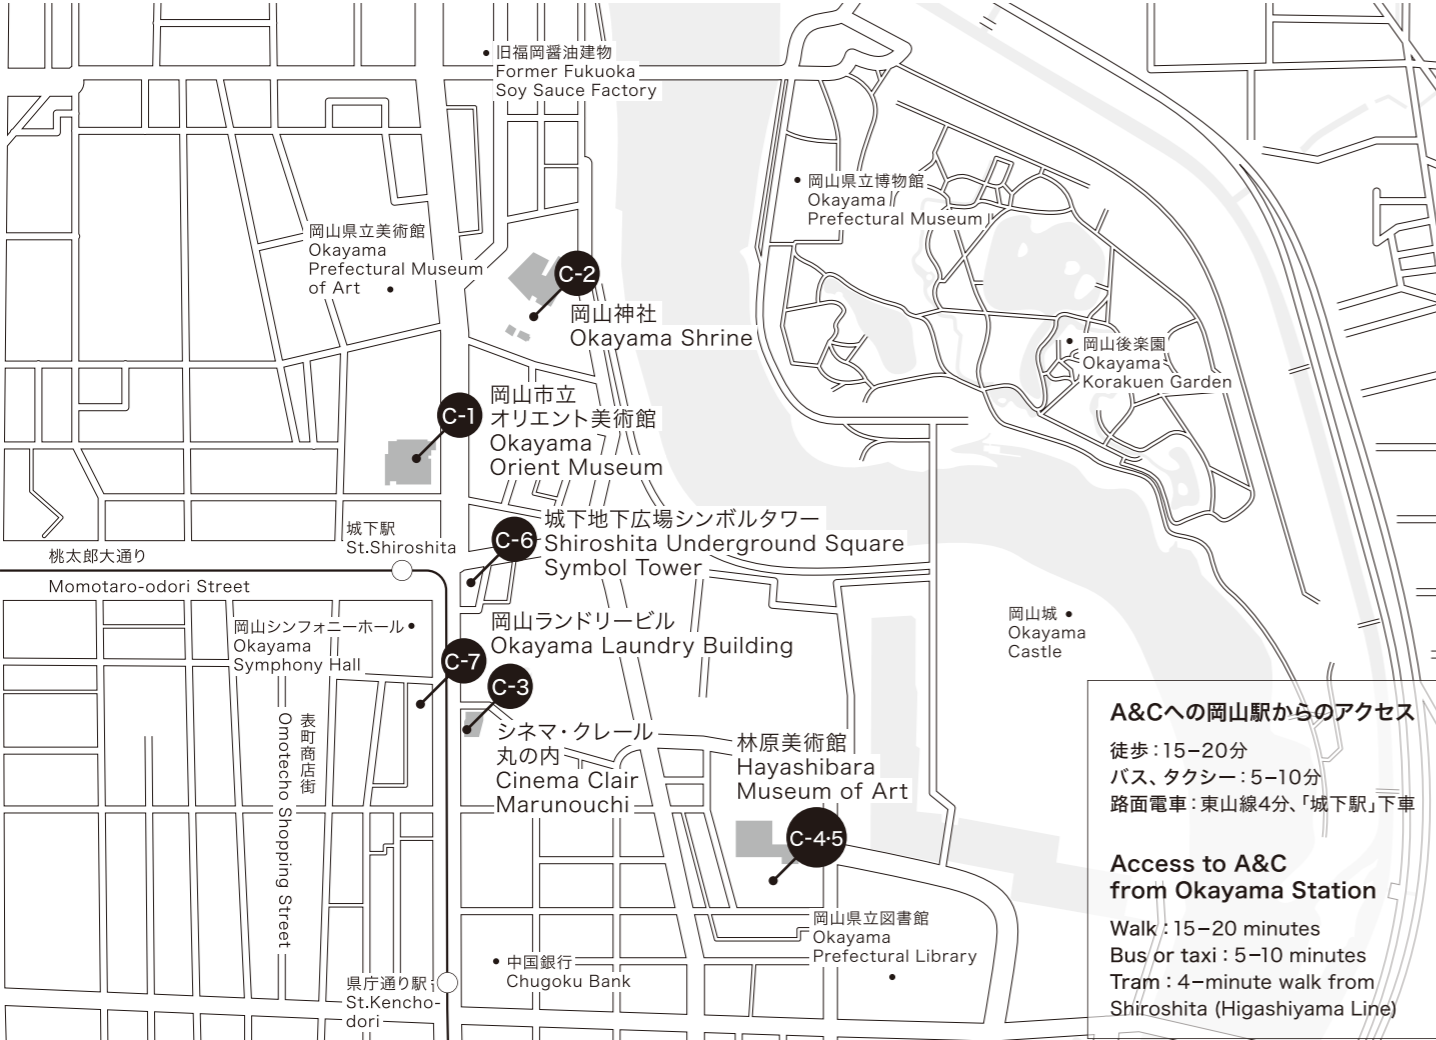 旧福岡醤油建物
Former Fukuoka
Soy Sauce Factory
岡山県立博物館
Okayama
Prefectural Museum
岡山県立美術館
Okayama
Prefectural Museum
of Art
C-2
岡山神社
Okayama Shrine
岡山後楽園
Okayama
Korakuen Garden
C-1
岡山市立
オリエント美術館
Okayama
Orient Museum
城下駅
St.Shiroshita
C-6
城下地下広場シンボルタワー
Shiroshita Underground Square
Symbol Tower
桃太郎大通り
Momotaro-odori Street
岡山シンフォニーホール
Okayama
Symphony Hall
岡山ランドリービル
Okayama Laundry Building
岡山城
Okayama
Castle
C-7
C-3
シネマ・クレール
丸の内
Cinema Clair
Marunouchi
表町商店街
Omotecho Shopping Street
林原美術館
Hayashibara
Museum of Art
C-4・5
岡山県立図書館
Okayama
Prefectural Library
中国銀行
Chugoku Bank
県庁通り駅
St.Kencho-
dori
A&Cへの岡山駅からのアクセス
徒歩：15–20分
バス、タクシー：5–10分
路面電車：東山線4分、「城下駅」下車
Access to A&C
from Okayama Station
Walk : 15–20 minutes
Bus or taxi : 5–10 minutes
Tram : 4–minute walk from
Shiroshita (Higashiyama Line)